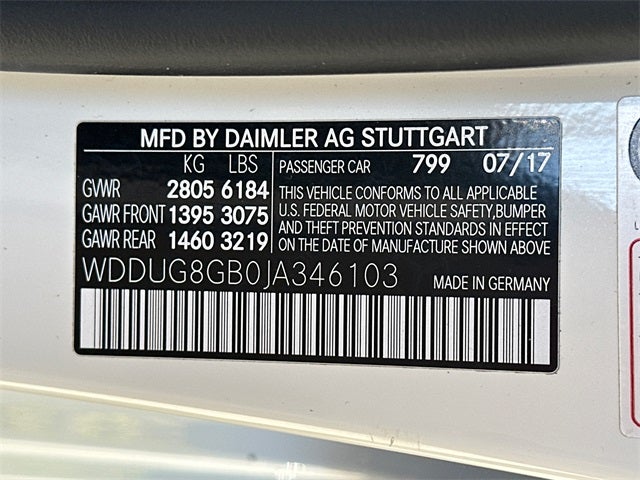 MFD BY DAIMLER AG STUTTGART
KG LBS
GVWR 2805 6184
GAWR FRONT 1395 3075
GAWR REAR 1460 3219
PASSENGER CAR 799 07/17
THIS VEHICLE CONFORMS TO ALL APPLICABLE
U.S. FEDERAL MOTOR VEHICLE SAFETY,BUMPER
AND THEFT PREVENTION STANDARDS IN EFFECT
ON THE DATE OF MANUFACTURE SHOWN ABOVE
WDDUG8GB0JA346103 MADE IN GERMANY